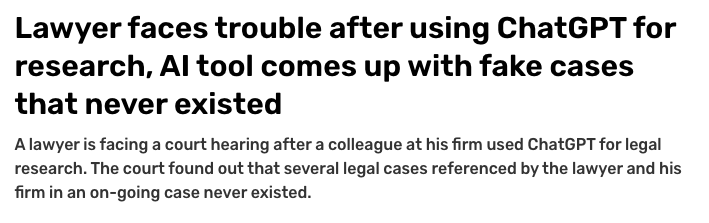 Lawyer faces trouble after using ChatGPT for
research, AI tool comes up with fake cases
that never existed
A lawyer is facing a court hearing after a colleague at his firm used ChatGPT for legal
research. The court found out that several legal cases referenced by the lawyer and his
firm in an on-going case never existed.